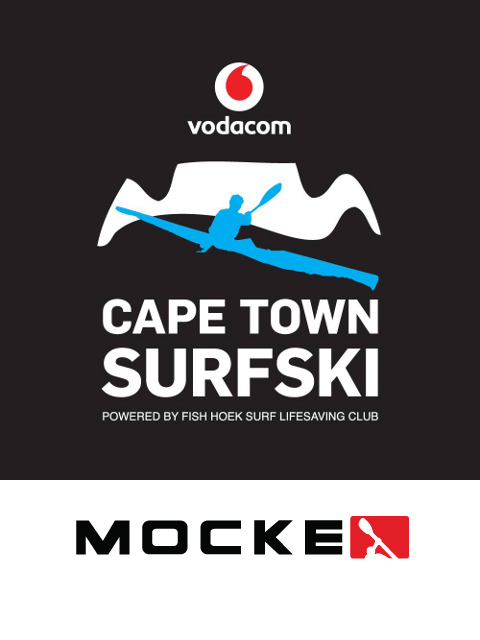 vodacom
CAPE TOWN
SURFSKI
POWERED BY FISH HOEK SURF LIFESAVING CLUB
MOCKE